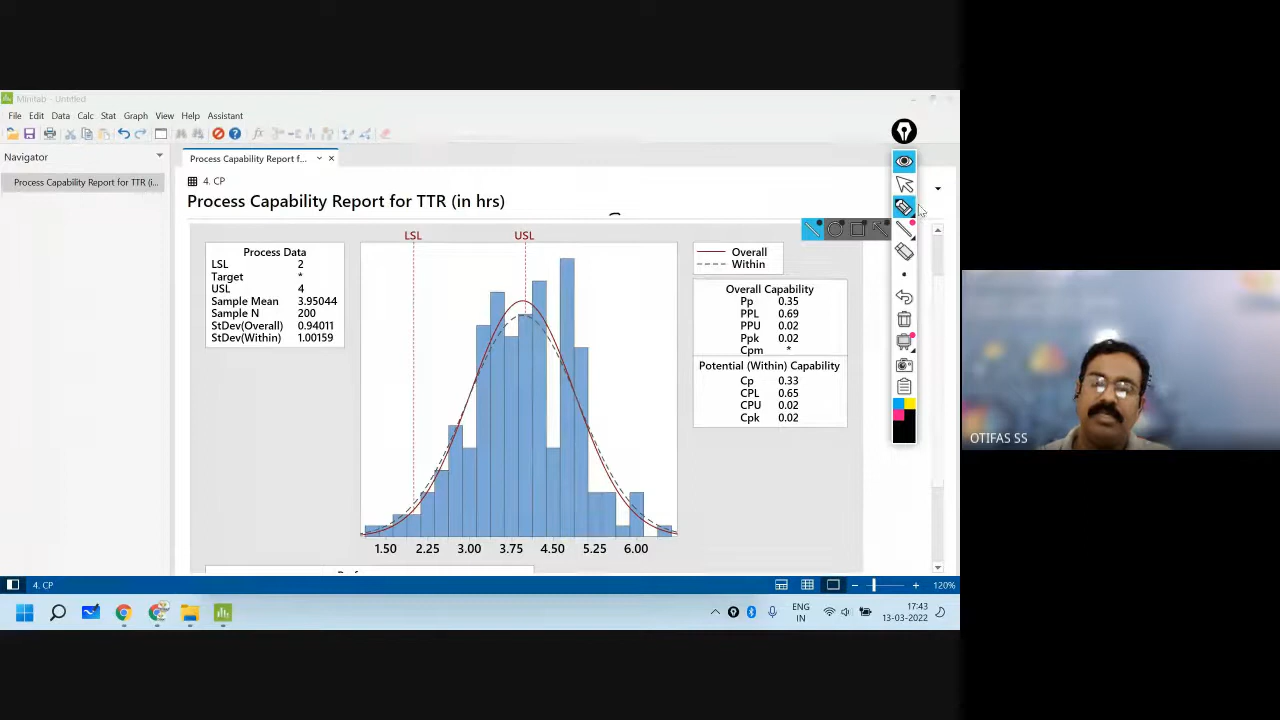 Minitab - Untitled
File Edit Data Calc Stat Graph View Help Assistant
Navigator
Process Capability Report f...
Process Capability Report for TTR (i...
4. CP
Process Capability Report for TTR (in hrs)
LSL USL
Process Data
LSL 2
Target *
USL 4
Sample Mean 3.95044
Sample N 200
StDev(Overall) 0.94011
StDev(Within) 1.00159
Overall
Within
Overall Capability
Pp 0.35
PPL 0.69
PPU 0.02
Ppk 0.02
Cpm *
Potential (Within) Capability
Cp 0.33
CPL 0.65
CPU 0.02
Cpk 0.02
1.50 2.25 3.00 3.75 4.50 5.25 6.00
4. CP
120%
ENG
IN
17:43
13-03-2022
OTIFAS SS